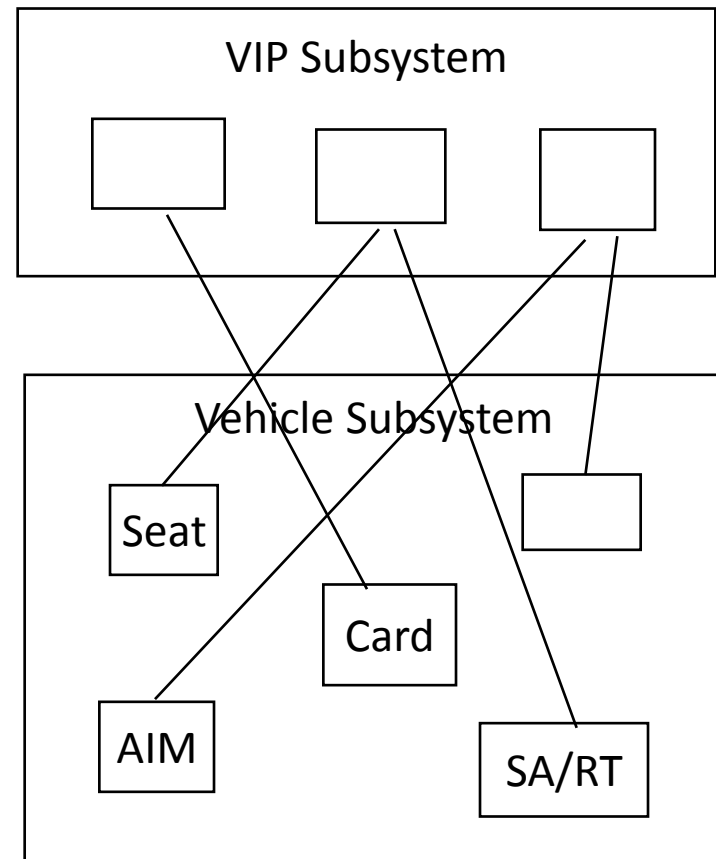 VIP Subsystem
Vehicle Subsystem
Seat
Card
AIM
SA/RT